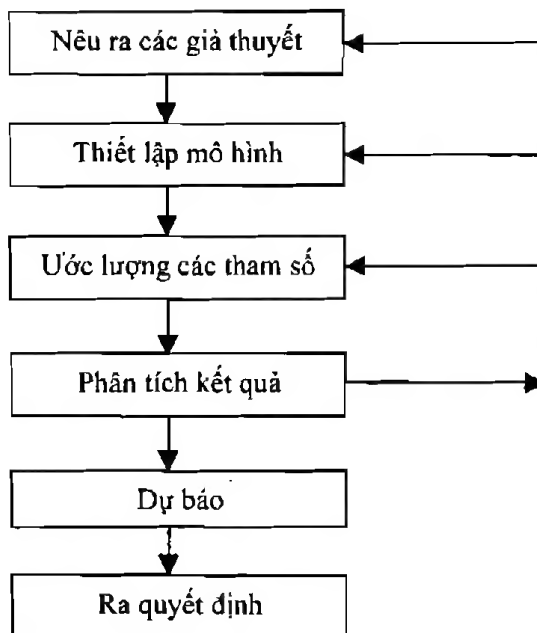 Nêu ra các giả thuyết
Thiết lập mô hình
Ước lượng các tham số
Phân tích kết quả
Dự báo
Ra quyết định